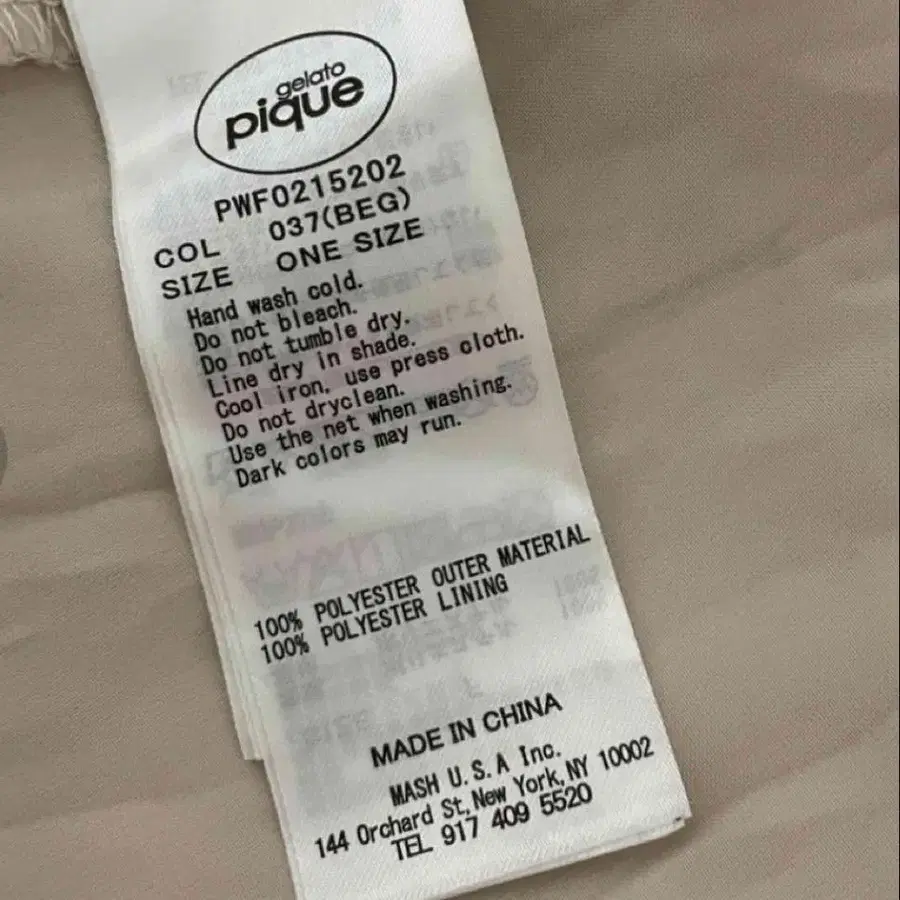 gelato
pique
PWF0215202
COL 037(BEG)
SIZE ONE SIZE
Hand wash cold.
Do not bleach.
Do not tumble dry.
Line dry in shade.
Cool iron, use press cloth.
Do not dryclean.
Use the net when washing.
Dark colors may run.
100% POLYESTER OUTER MATERIAL
100% POLYESTER LINING
MADE IN CHINA
MASH U.S.A Inc.
144 Orchard St,New York,NY 10002
TEL 917 409 5520